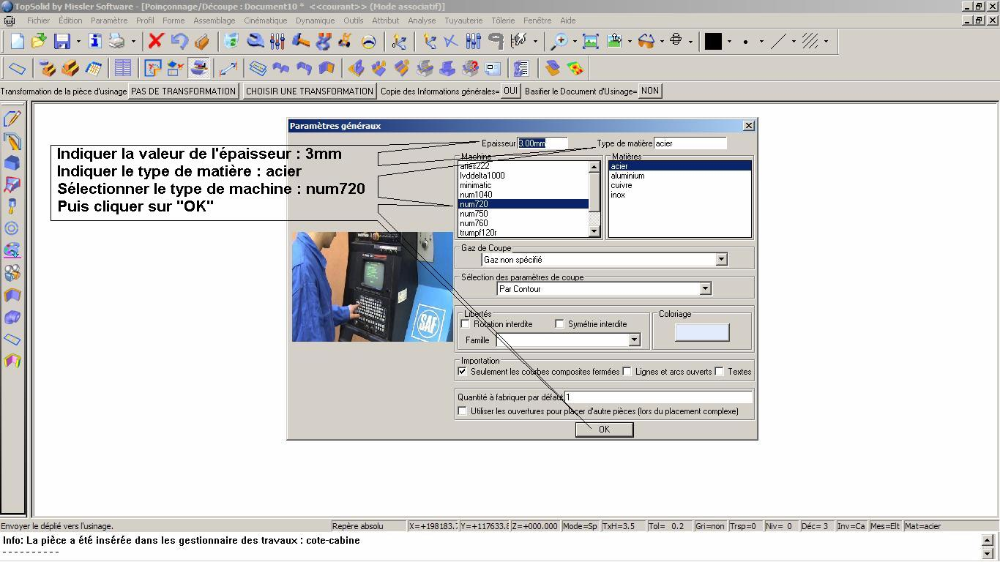 TopSolid by Missler Software - [Poinçonnage/Découpe : Document10 *  <<courant>> (Mode associatif)]
Fichier Édition Paramètre Profil Forme Assemblage Cinématique Dynamique Outils Attribut Analyse Tuyauterie Tôlerie Fenêtre Aide
Transformation de la pièce d'usinage PAS DE TRANSFORMATION CHOISIR UNE TRANSFORMATION Copie des Informations générales= OUI Basifier le Document d'Usinage= NON
Paramètres généraux
Epaisseur 3.00mm Type de matière acier
Indiquer la valeur de l'épaisseur : 3mm
Indiquer le type de matière : acier
Sélectionner le type de machine : num720
Puis cliquer sur "OK"
Machine
afies222
lvddelta1000
minimatic
num1040
num720
num750
num760
trumpf120r
Matières
acier
aluminium
cuivre
inox
Gaz de Coupe
Gaz non spécifié
Sélection des paramètres de coupe
Par Contour
Libertés
Rotation interdite Symétrie interdite
Famille
Coloriage
SAF
Importation
Seulement les courbes composites fermées Lignes et arcs ouverts Textes
Quantité à fabriquer par défaut 1
Utiliser les ouvertures pour placer d'autre pièces (lors du placement complexe)
OK
Envoyer le déplié vers l'usinage. Repère absolu X=+198183. Y=+117633.8 Z=+000.000 Mode=Sp TxH=3.5 Tol= 0.2 Gri=non Trsp=0 Niv= 0 Déc= 3 Inv=Ca Mes=Elt Mat=acier
Info: La pièce a été insérée dans les gestionnaire des travaux : cote-cabine
- - - - - - - - - -